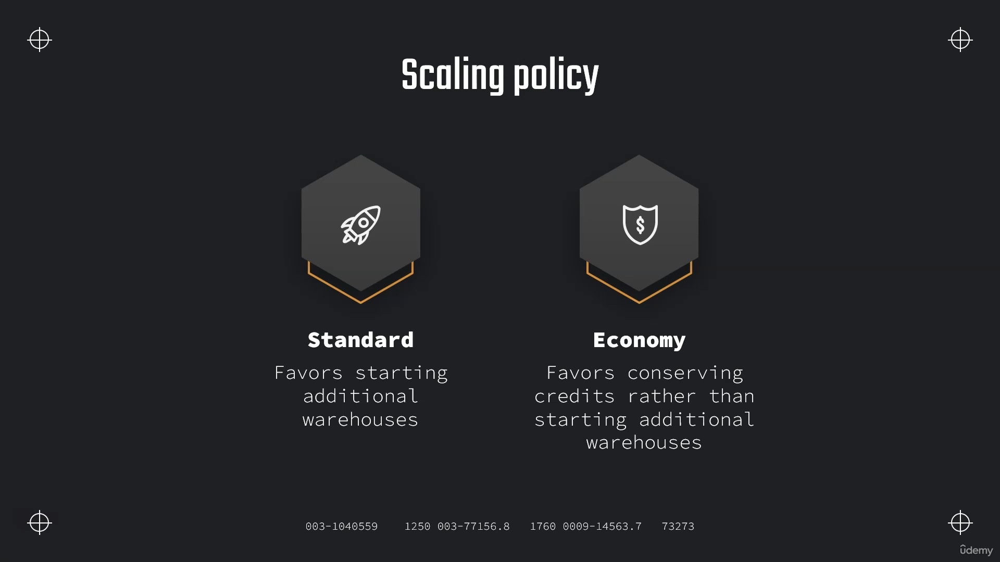 Scaling policy
$
$
Standard
Economy
Favors starting
additional
warehouses
Favors conserving
credits rather than
starting additional
warehouses
003-1040559 1250 003-77156.8 1760 0009-14563.7 73273
ûdemy